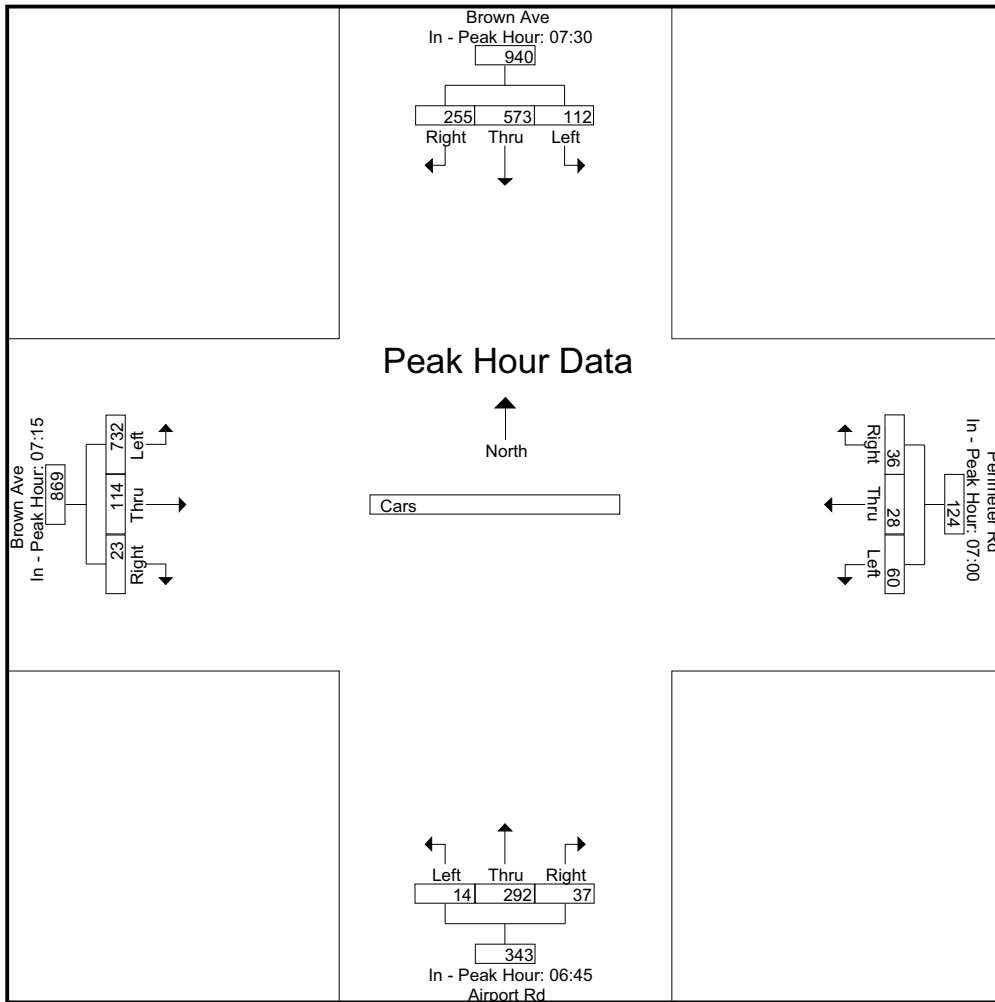 Brown Ave
In - Peak Hour: 07:30
940
255 573 112
Right Thru Left
Peak Hour Data
North
Cars
Brown Ave
In - Peak Hour: 07:15
869
732 114 23
Left Thru Right
Perimeter Rd
In - Peak Hour: 07:00
124
36 28 60
Right Thru Left
Left Thru Right
14 292 37
343
In - Peak Hour: 06:45
Airport Rd